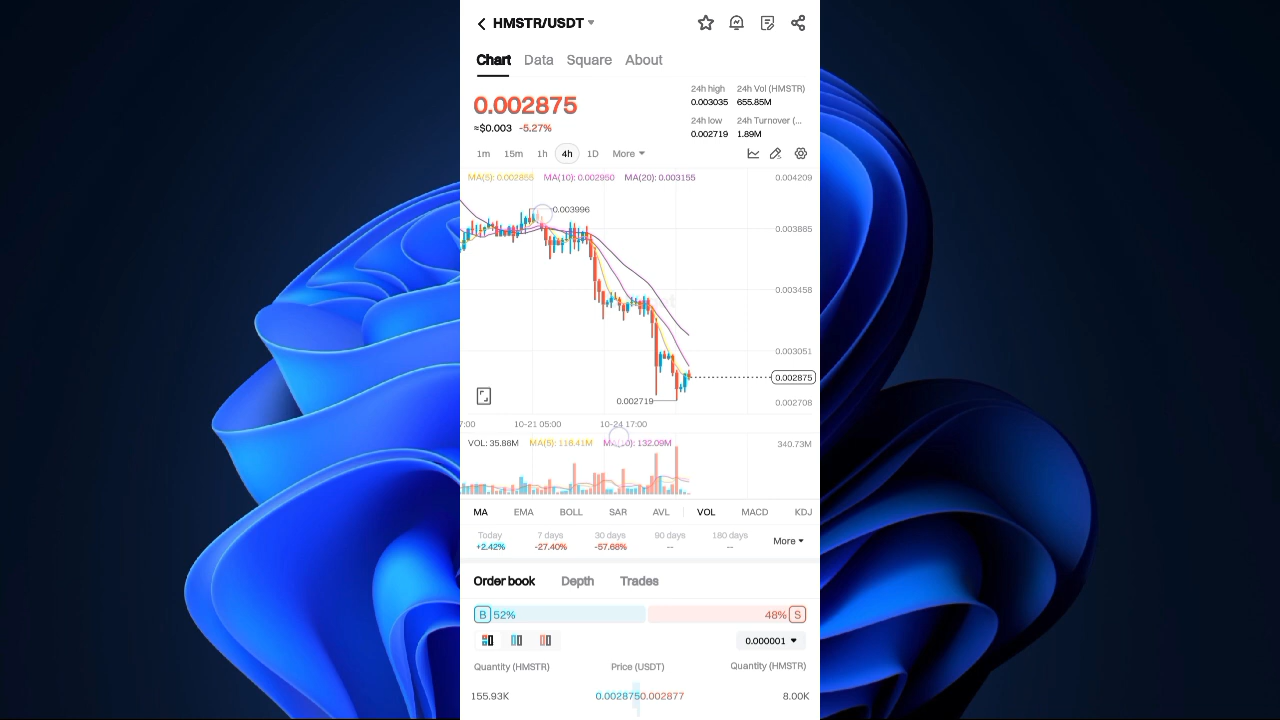 HMSTR/USDT
Chart Data Square About
0.002875
≈$0.003 -5.27%
24h high 24h Vol (HMSTR)
0.003035 655.85M
24h low 24h Turnover (...
0.002719 1.89M
1m 15m 1h 4h 1D More
MA(5): 0.002855 MA(10): 0.002950 MA(20): 0.003155
0.004209
0.003996
0.003865
0.003458
0.003051
0.002875
0.002719
0.002708
7:00 10-21 05:00 10-24 17:00
VOL: 35.88M MA(5): 116.41M MA(10): 132.09M 340.73M
MA EMA BOLL SAR AVL VOL MACD KDJ
Today 7 days 30 days 90 days 180 days
+2.42% -27.40% -57.68% -- -- More
Order book Depth Trades
B 52% 48% S
0.000001
Quantity (HMSTR) Price (USDT) Quantity (HMSTR)
155.93K 0.002875 0.002877 8.00K